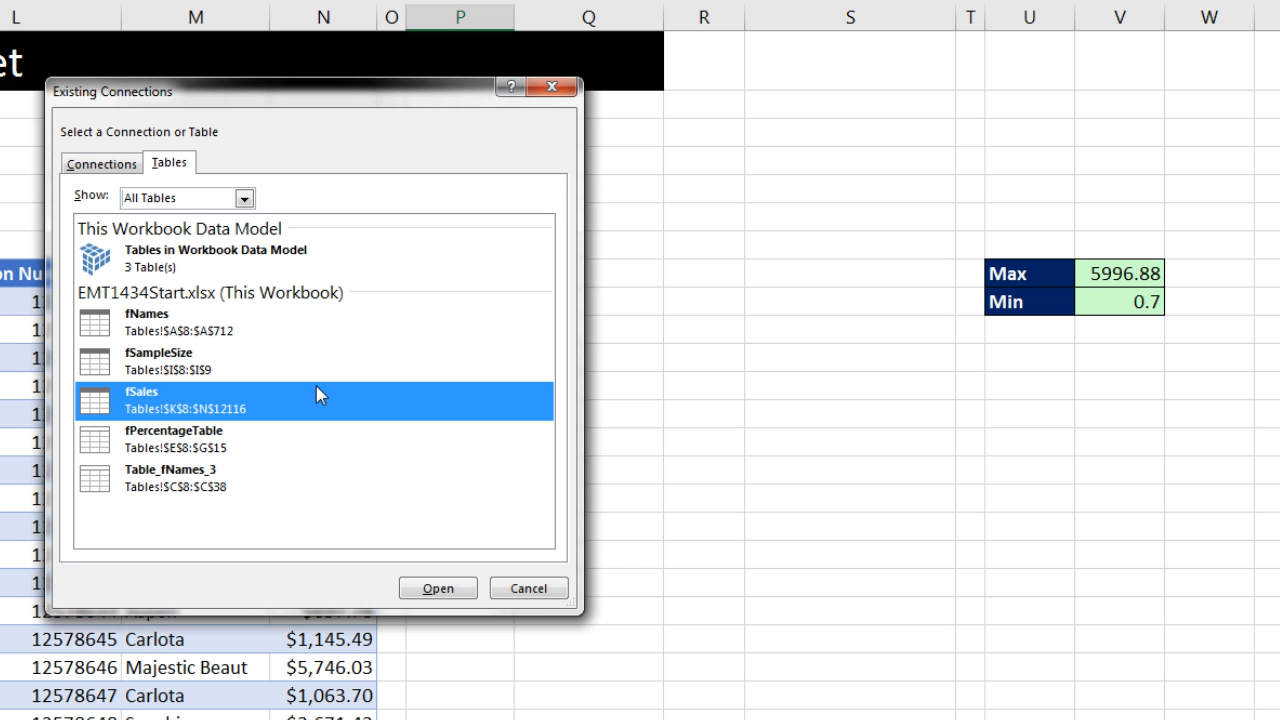 L M N O P Q R S T U V W
et
Existing Connections
?
Select a Connection or Table
Connections Tables
Show: All Tables
This Workbook Data Model
Tables in Workbook Data Model
3 Table(s)
EMT1434Start.xlsx (This Workbook)
fNames
Tables!$A$8:$A$712
fSampleSize
Tables!$I$8:$I$9
fSales
Tables!$K$8:$N$12116
fPercentageTable
Tables!$E$8:$G$15
Table_fNames_3
Tables!$C$8:$C$38
Open Cancel
on Nu
Max 5996.88
Min 0.7
12578645 Carlota $1,145.49
12578646 Majestic Beaut $5,746.03
12578647 Carlota $1,063.70